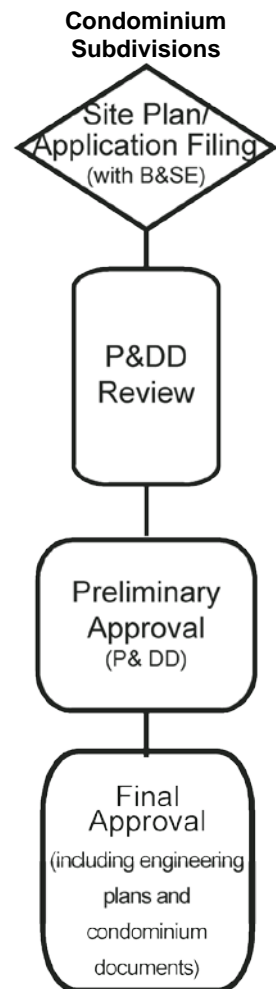 Condominium
Subdivisions
Site Plan/
Application Filing
(with B&SE)
P&DD
Review
Preliminary
Approval
(P& DD)
Final
Approval
(including engineering
plans and
condominium
documents)